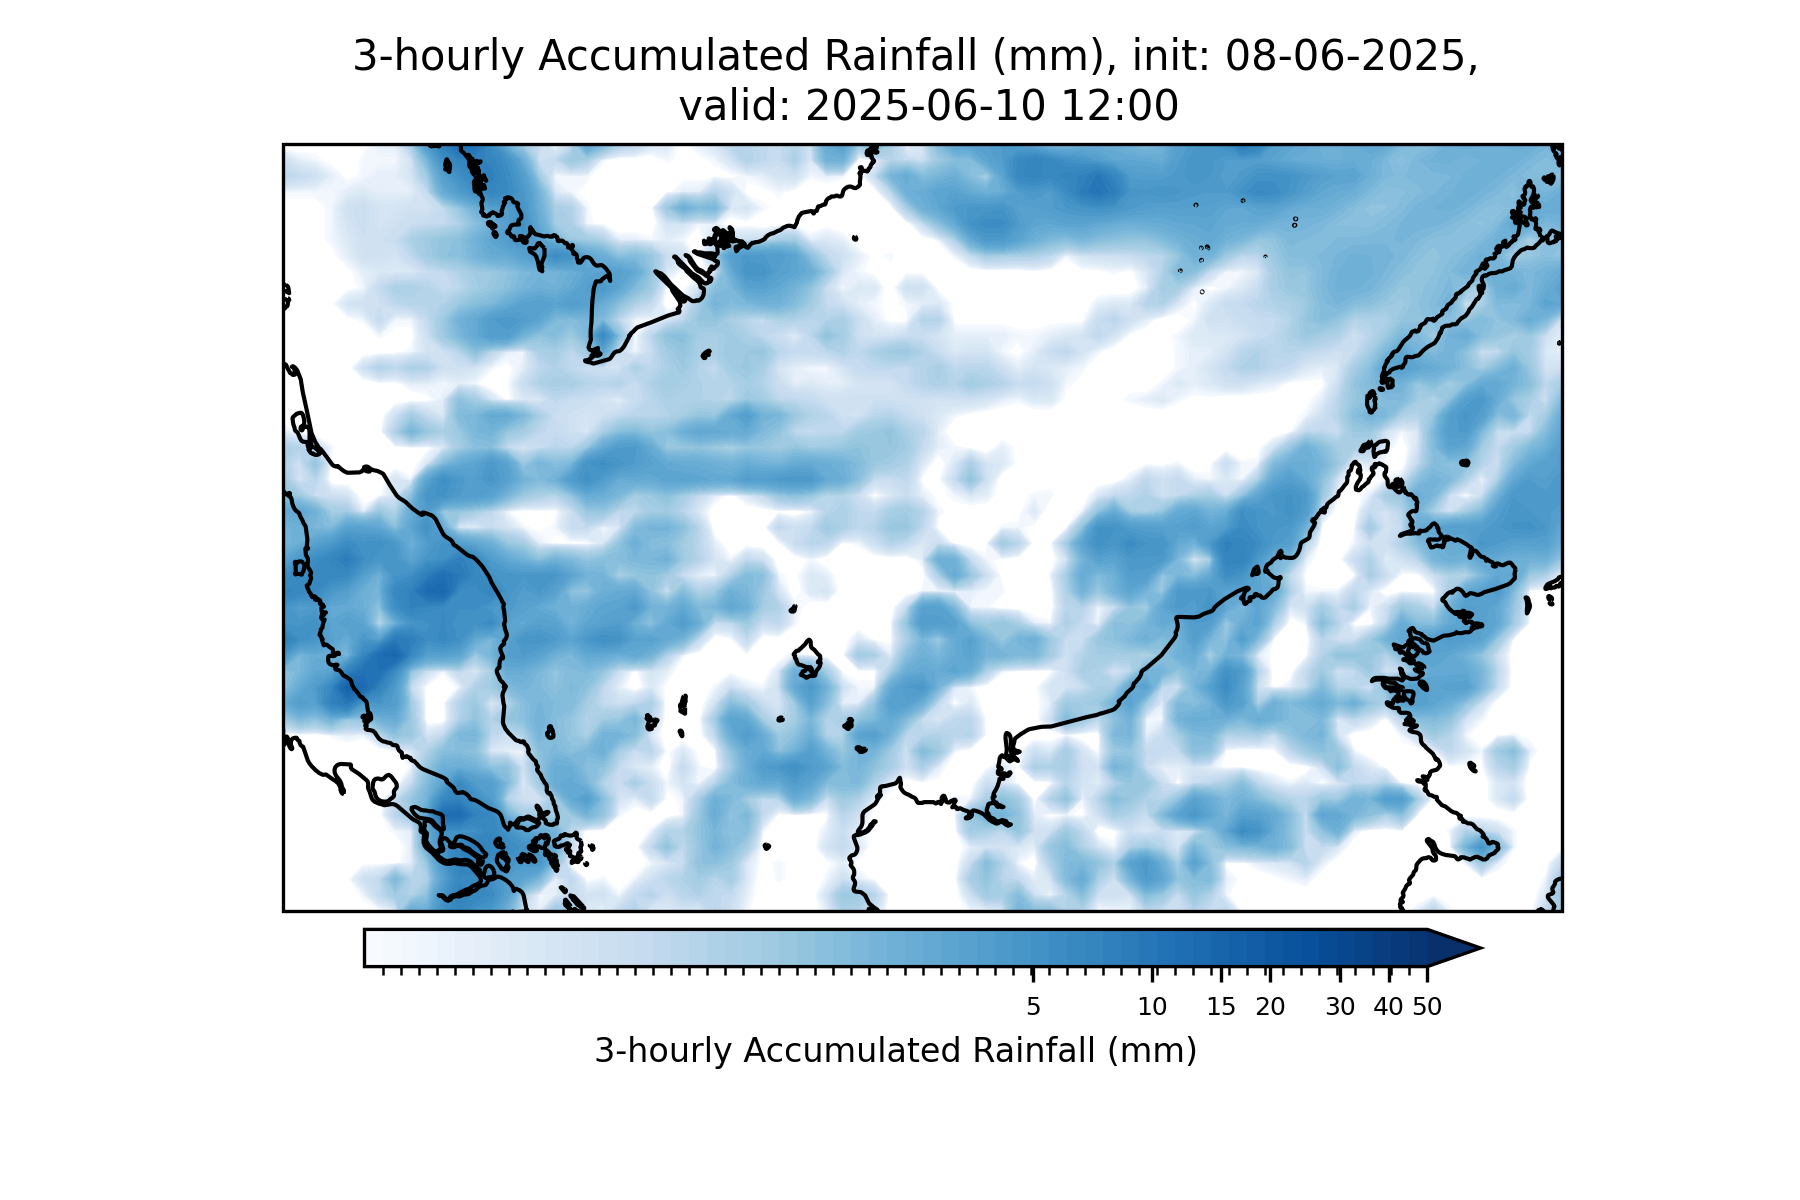 3-hourly Accumulated Rainfall (mm), init: 08-06-2025,
valid: 2025-06-10 12:00
5 10 15 20 30 40 50
3-hourly Accumulated Rainfall (mm)